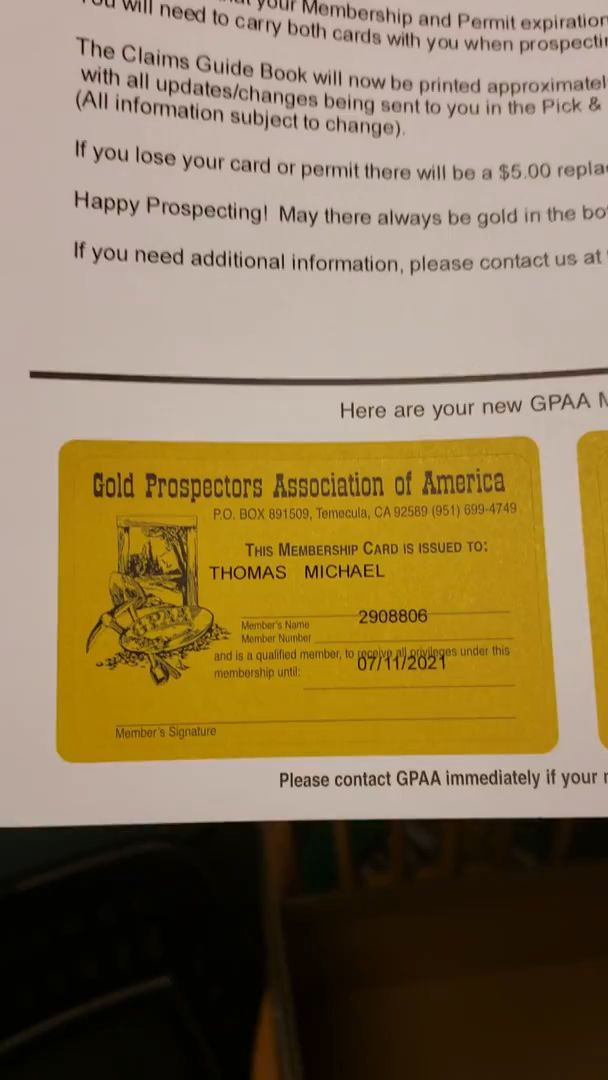 will need to carry both cards with you when prospecti
your Membership and Permit expiration
The Claims Guide Book will now be printed approximatel
with all updates/changes being sent to you in the Pick &
(All information subject to change).
If you lose your card or permit there will be a $5.00 repla
Happy Prospecting! May there always be gold in the bo
If you need additional information, please contact us at
Here are your new GPAA M
Gold Prospectors Association of America
P.O. BOX 891509, Temecula, CA 92589 (951) 699-4749
THIS MEMBERSHIP CARD IS ISSUED TO:
THOMAS MICHAEL
GPAA
Member's Name
2908806
Member Number
and is a qualified member, to receive all privileges under this
07/11/2021
membership until:
Member's Signature
Please contact GPAA immediately if your